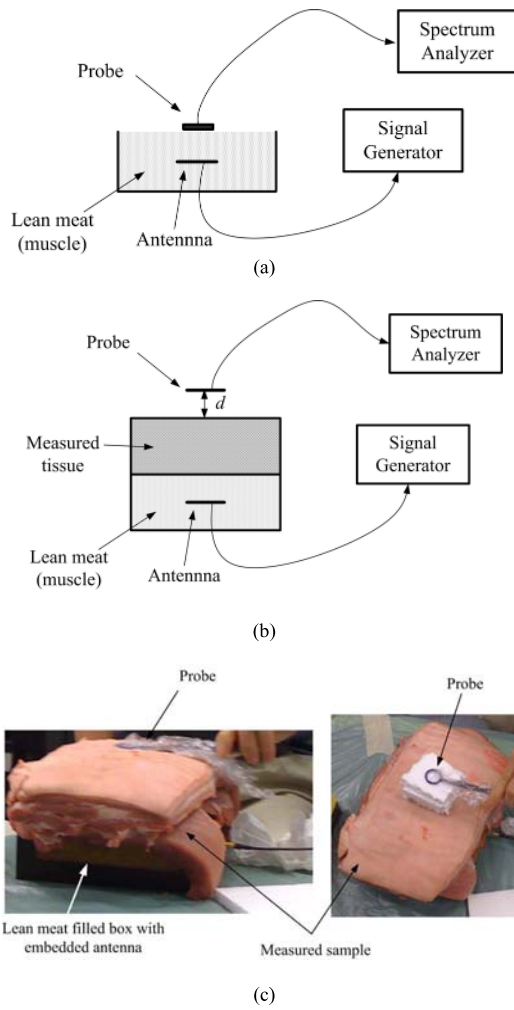 Spectrum
Analyzer
Probe
Signal
Generator
Lean meat
(muscle)
Antennna
(a)
Probe
Spectrum
Analyzer
d
Measured
tissue
Signal
Generator
Lean meat
(muscle)
Antennna
(b)
Probe
Probe
Lean meat filled box with
embedded antenna
Measured sample
(c)